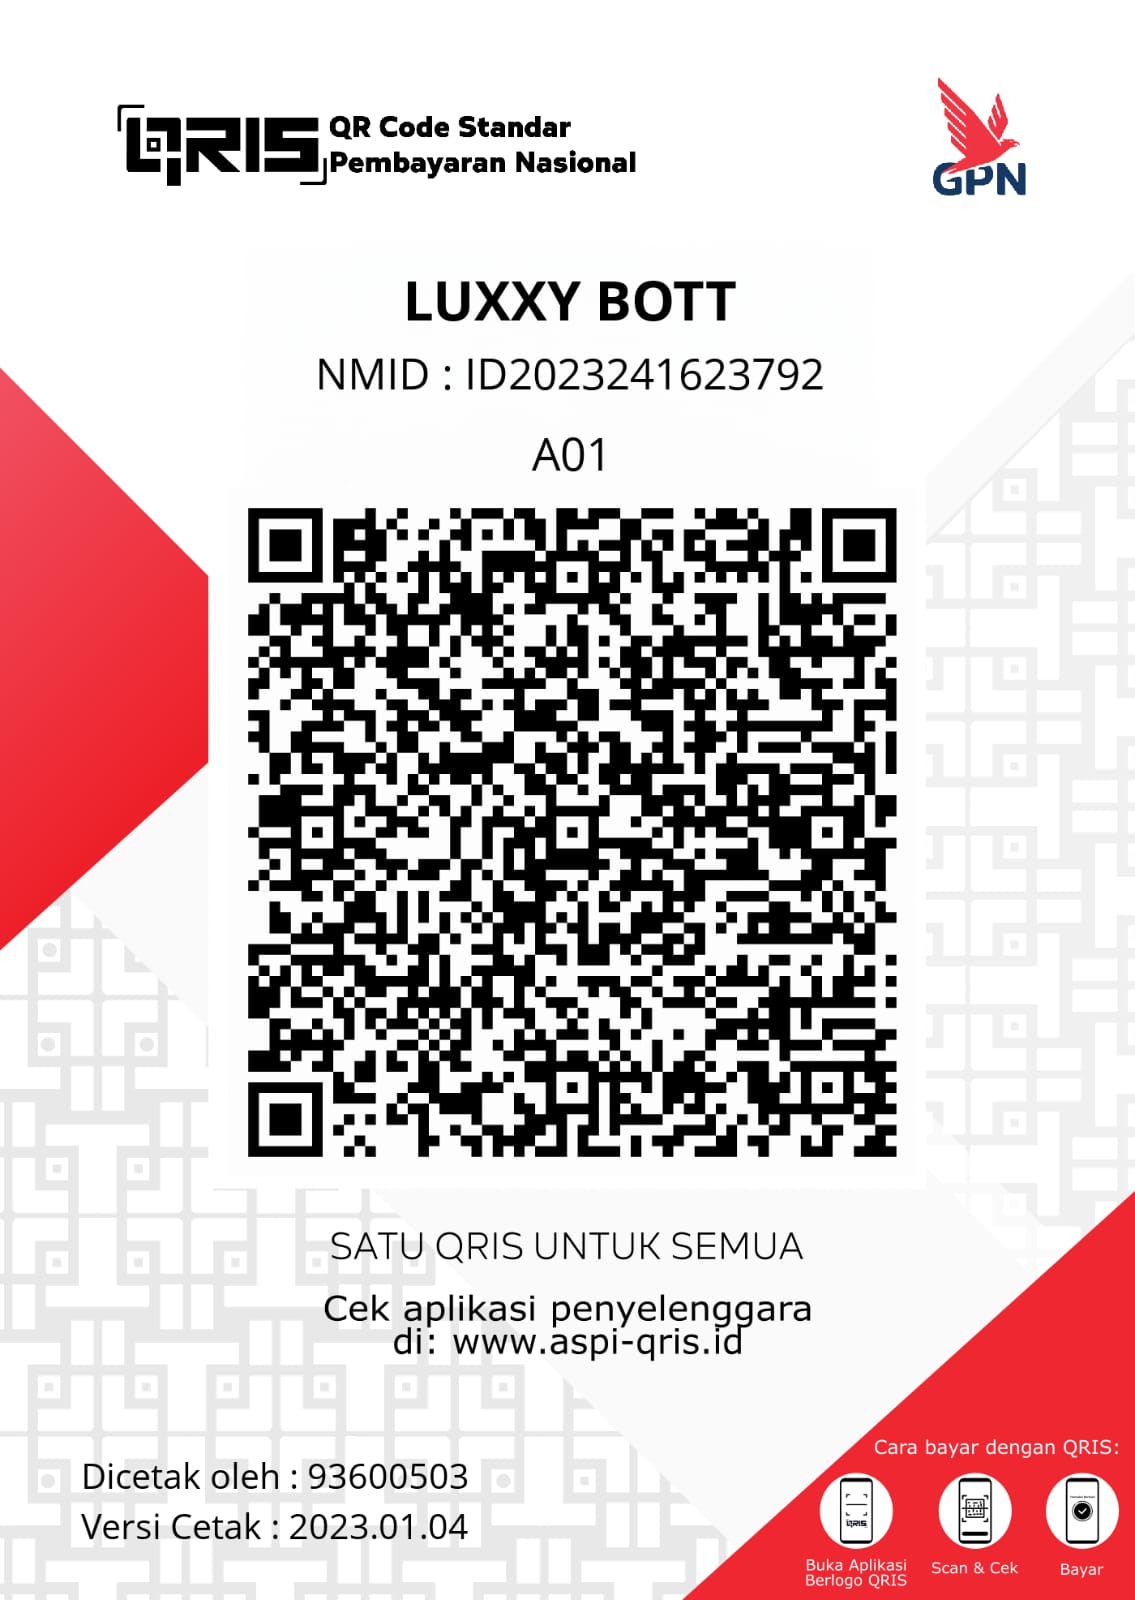 QRIS
QR Code Standar
Pembayaran Nasional
GPN
LUXXY BOTT
NMID : ID2023241623792
A01
SATU QRIS UNTUK SEMUA
Cek aplikasi penyelenggara
di: www.aspi-qris.id
Dicetak oleh : 93600503
Versi Cetak : 2023.01.04
Cara bayar dengan QRIS:
QRIS
Buka Aplikasi
Berlogo QRIS
Scan & Cek
Bayar